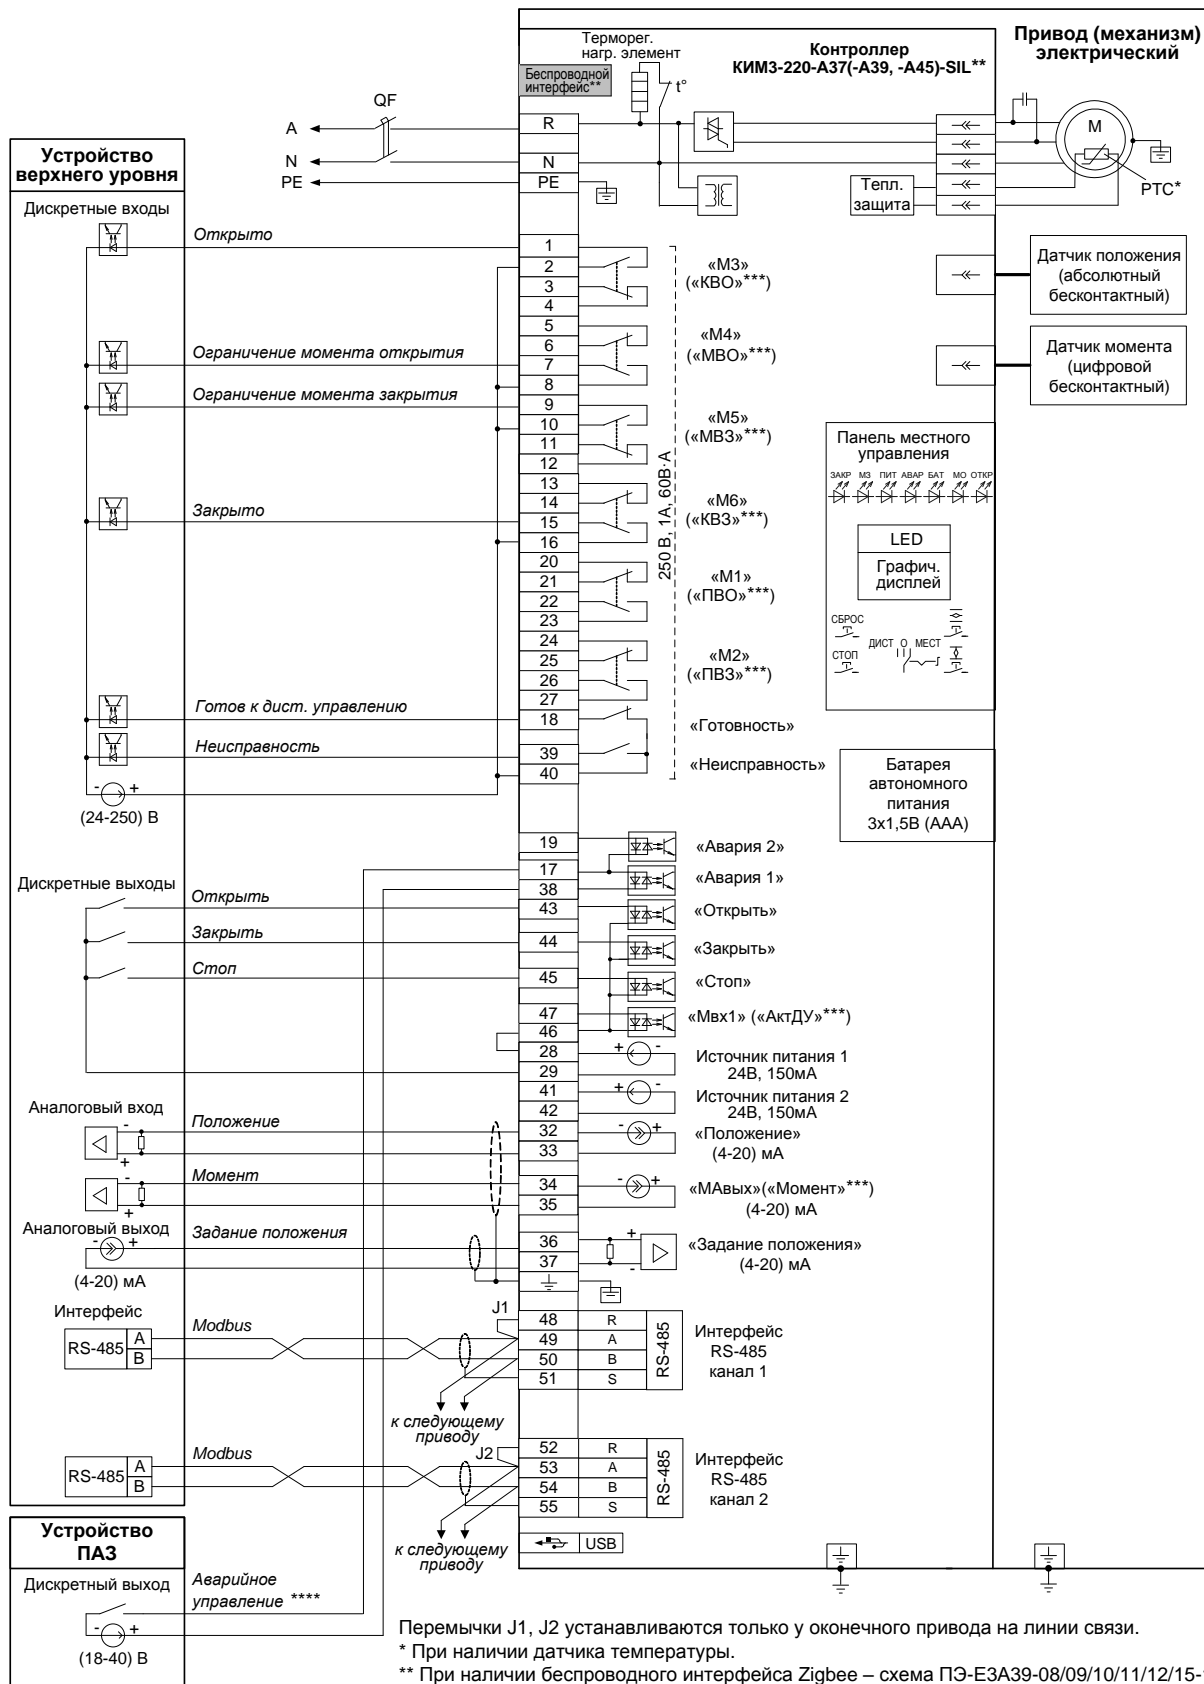 Привод (механизм)
электрический
Контроллер
КИМ3-220-А37(-А39, -А45)-SIL**
Терморег.
нагр. элемент
Беспроводной
интерфейс**
t°
QF
A
N
PE
R
N
PE
Тепл.
защита
M
PTC*
Устройство
верхнего уровня
Дискретные входы
Открыто
Ограничение момента открытия
Ограничение момента закрытия
Закрыто
Готов к дист. управлению
Неисправность
- +
(24-250) В
1
2
3
4
5
6
7
8
9
10
11
12
13
14
15
16
20
21
22
23
24
25
26
27
18
39
40
«М3»
(«КВО»***)
«М4»
(«МВО»***)
«М5»
(«МВЗ»***)
«М6»
(«КВЗ»***)
«М1»
(«ПВО»***)
«М2»
(«ПВЗ»***)
«Готовность»
«Неисправность»
250 В, 1А, 60В·А
Датчик положения
(абсолютный
бесконтактный)
Датчик момента
(цифровой
бесконтактный)
Панель местного
управления
ЗАКР МЗ ПИТ АВАР БАТ МО ОТКР
LED
Графич.
дисплей
СБРОС
СТОП
ДИСТ О МЕСТ
Батарея
автономного
питания
3x1,5В (ААА)
Дискретные выходы
Открыть
Закрыть
Стоп
19
17
38
43
44
45
47
46
28
29
41
42
32
33
34
35
36
37
«Авария 2»
«Авария 1»
«Открыть»
«Закрыть»
«Стоп»
«Мвх1» («АктДУ»***)
+ -
Источник питания 1
24В, 150мА
+ -
Источник питания 2
24В, 150мА
- +
«Положение»
(4-20) мА
- +
«МАвых»(«Момент»***)
(4-20) мА
+
-
«Задание положения»
(4-20) мА
Аналоговый вход
Положение
-
+
Момент
-
+
Аналоговый выход
Задание положения
- +
(4-20) мА
Интерфейс
RS-485
A
B
Modbus
J1
48 R
49 A
50 B
51 S
RS-485
Интерфейс
RS-485
канал 1
к следующему
приводу
RS-485
A
B
Modbus
J2
52 R
53 A
54 B
55 S
RS-485
Интерфейс
RS-485
канал 2
к следующему
приводу
USB
Устройство
ПАЗ
Дискретный выход
Аварийное
управление ****
- +
(18-40) В
Перемычки J1, J2 устанавливаются только у оконечного привода на линии связи.
* При наличии датчика температуры.
** При наличии беспроводного интерфейса Zigbee – схема ПЭ-ЕЗА39-08/09/10/11/12/15-